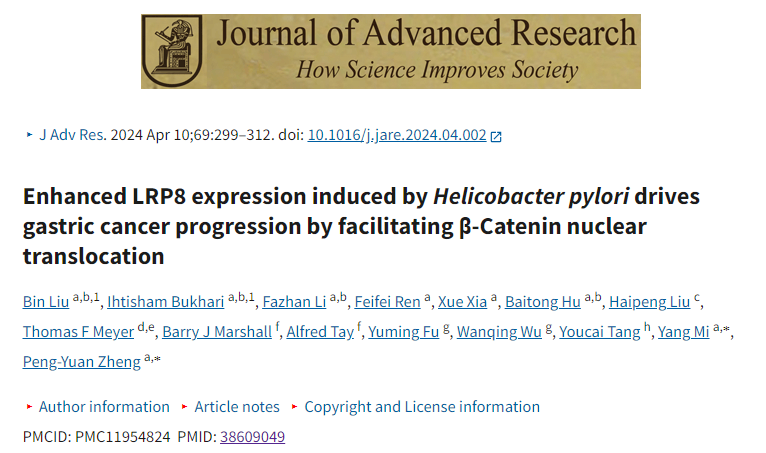 Journal of Advanced Research
How Science Improves Society
‣ J Adv Res. 2024 Apr 10;69:299–312. doi: 10.1016/j.jare.2024.04.002
Enhanced LRP8 expression induced by Helicobacter pylori drives
gastric cancer progression by facilitating β-Catenin nuclear
translocation
Bin Liu a,b,1, Ihtisham Bukhari a,b,1, Fazhan Li a,b, Feifei Ren a, Xue Xia a, Baitong Hu a,b, Haipeng Liu c,
Thomas F Meyer d,e, Barry J Marshall f, Alfred Tay f, Yuming Fu g, Wanqing Wu g, Youcai Tang h, Yang Mi a,*,
Peng-Yuan Zheng a,*
‣ Author information ‣ Article notes ‣ Copyright and License information
PMCID: PMC11954824 PMID: 38609049